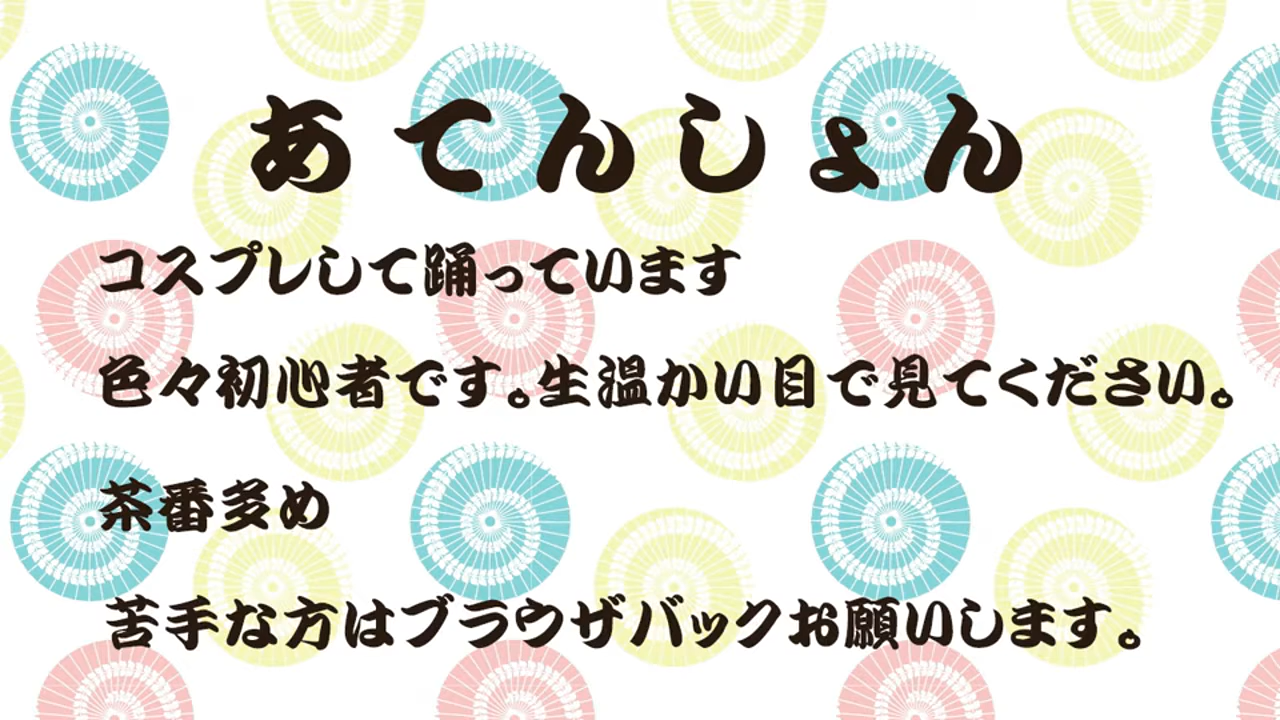 あてんしょん
コスプレして踊っています
色々初心者です。生温かい目で見てください。
茶番多め
苦手な方はブラウザバックお願いします。